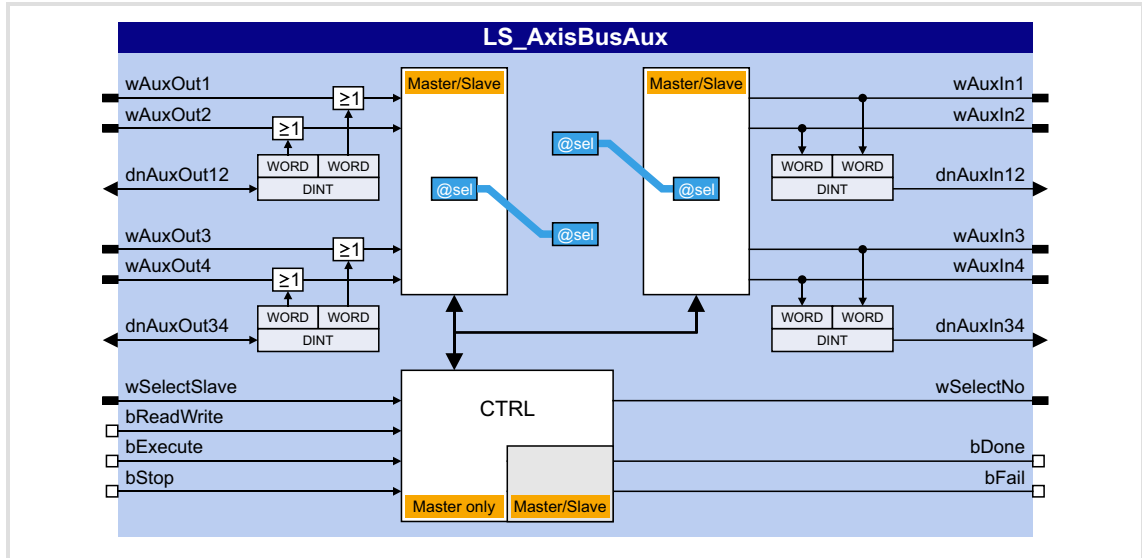 LS_AxisBusAux
wAuxOut1
≥1
Master/Slave
Master/Slave
wAuxIn1
wAuxOut2
≥1
@sel
wAuxIn2
WORD WORD
WORD WORD
dnAuxOut12
DINT
@sel
@sel
DINT
dnAuxIn12
@sel
wAuxOut3
≥1
wAuxIn3
wAuxOut4
≥1
wAuxIn4
WORD WORD
WORD WORD
dnAuxOut34
DINT
DINT
dnAuxIn34
wSelectSlave
CTRL
wSelectNo
bReadWrite
bExecute
bDone
bStop
Master only
Master/Slave
bFail